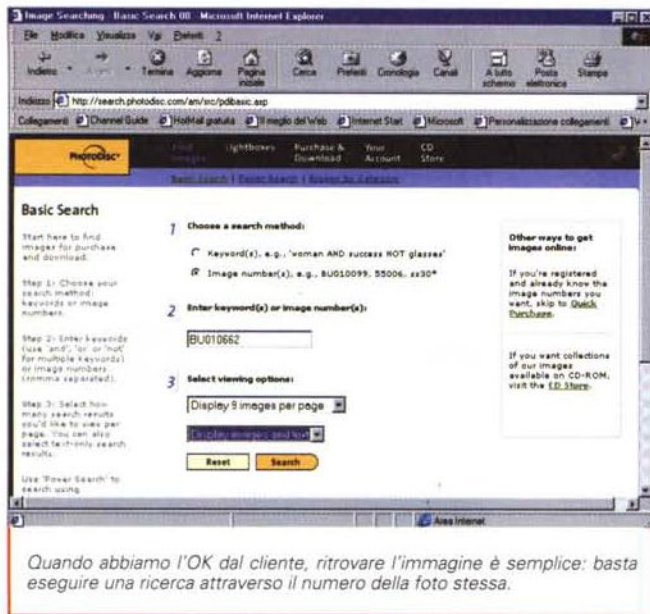 Image Searching - Basic Search 00 - Microsoft Internet Explorer
File Modifica Visualizza Vai Preferiti ?
Indietro Termina Aggiorna Pagina iniziale Cerca Preferiti Cronologia Canali A tutto schermo Posta elettronica Stampa
Indirizzo http://search.photodisc.com/am/src/pdibasic.asp
Collegamenti Channel Guide HotMail gratuita Il meglio del Web Internet Start Microsoft Personalizzazione collegamenti
PHOTODISC
Find Images Lightboxes Purchase & Download Your Account CD Store
Basic Search | Power Search | Browse by Category
Basic Search
Start here to find
images for purchase
and download.
Step 1: Choose your
search method:
keywords or image
numbers.
Step 2: Enter keywords
(use 'and', 'or' or 'not'
for multiple keywords)
or image numbers
(comma separated).
Step 3: Select how
many search results
you'd like to view per
page. You can also
select text-only search
results.
Use 'Power Search' to
search using
1 Choose a search method:
Keyword(s), e.g., 'woman AND success NOT glasses'
Image number(s), e.g., BU010099, 55006, ss30*
2 Enter keyword(s) or image number(s):
BU010662
3 Select viewing options:
Display 9 images per page
Display images and text
Reset Search
Other ways to get
images online:
If you're registered
and already know the
image numbers you
want, skip to Quick
Purchase.
If you want collections
of our images
available on CD-ROM,
visit the CD Store.
Area Internet
Quando abbiamo l'OK dal cliente, ritrovare l'immagine è semplice: basta
eseguire una ricerca attraverso il numero della foto stessa.